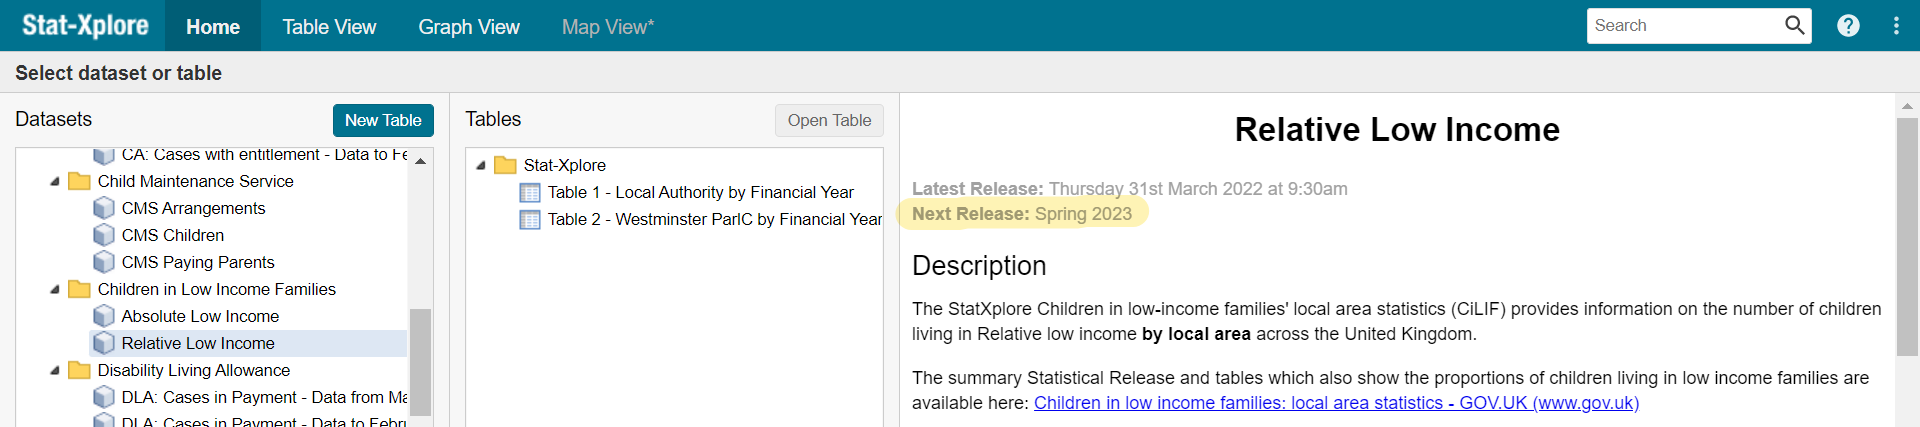 Stat-Xplore Home Table View Graph View Map View* Search ?
Select dataset or table
Datasets New Table
CA: Cases with entitlement - Data to Fe
Child Maintenance Service
CMS Arrangements
CMS Children
CMS Paying Parents
Children in Low Income Families
Absolute Low Income
Relative Low Income
Disability Living Allowance
DLA: Cases in Payment - Data from Ma
DLA: Cases in Payment - Data to Febru
Tables Open Table
Stat-Xplore
Table 1 - Local Authority by Financial Year
Table 2 - Westminster ParlC by Financial Year
Relative Low Income
Latest Release: Thursday 31st March 2022 at 9:30am
Next Release: Spring 2023
Description
The StatXplore Children in low-income families' local area statistics (CiLIF) provides information on the number of children
living in Relative low income by local area across the United Kingdom.
The summary Statistical Release and tables which also show the proportions of children living in low income families are
available here: Children in low income families: local area statistics - GOV.UK (www.gov.uk)